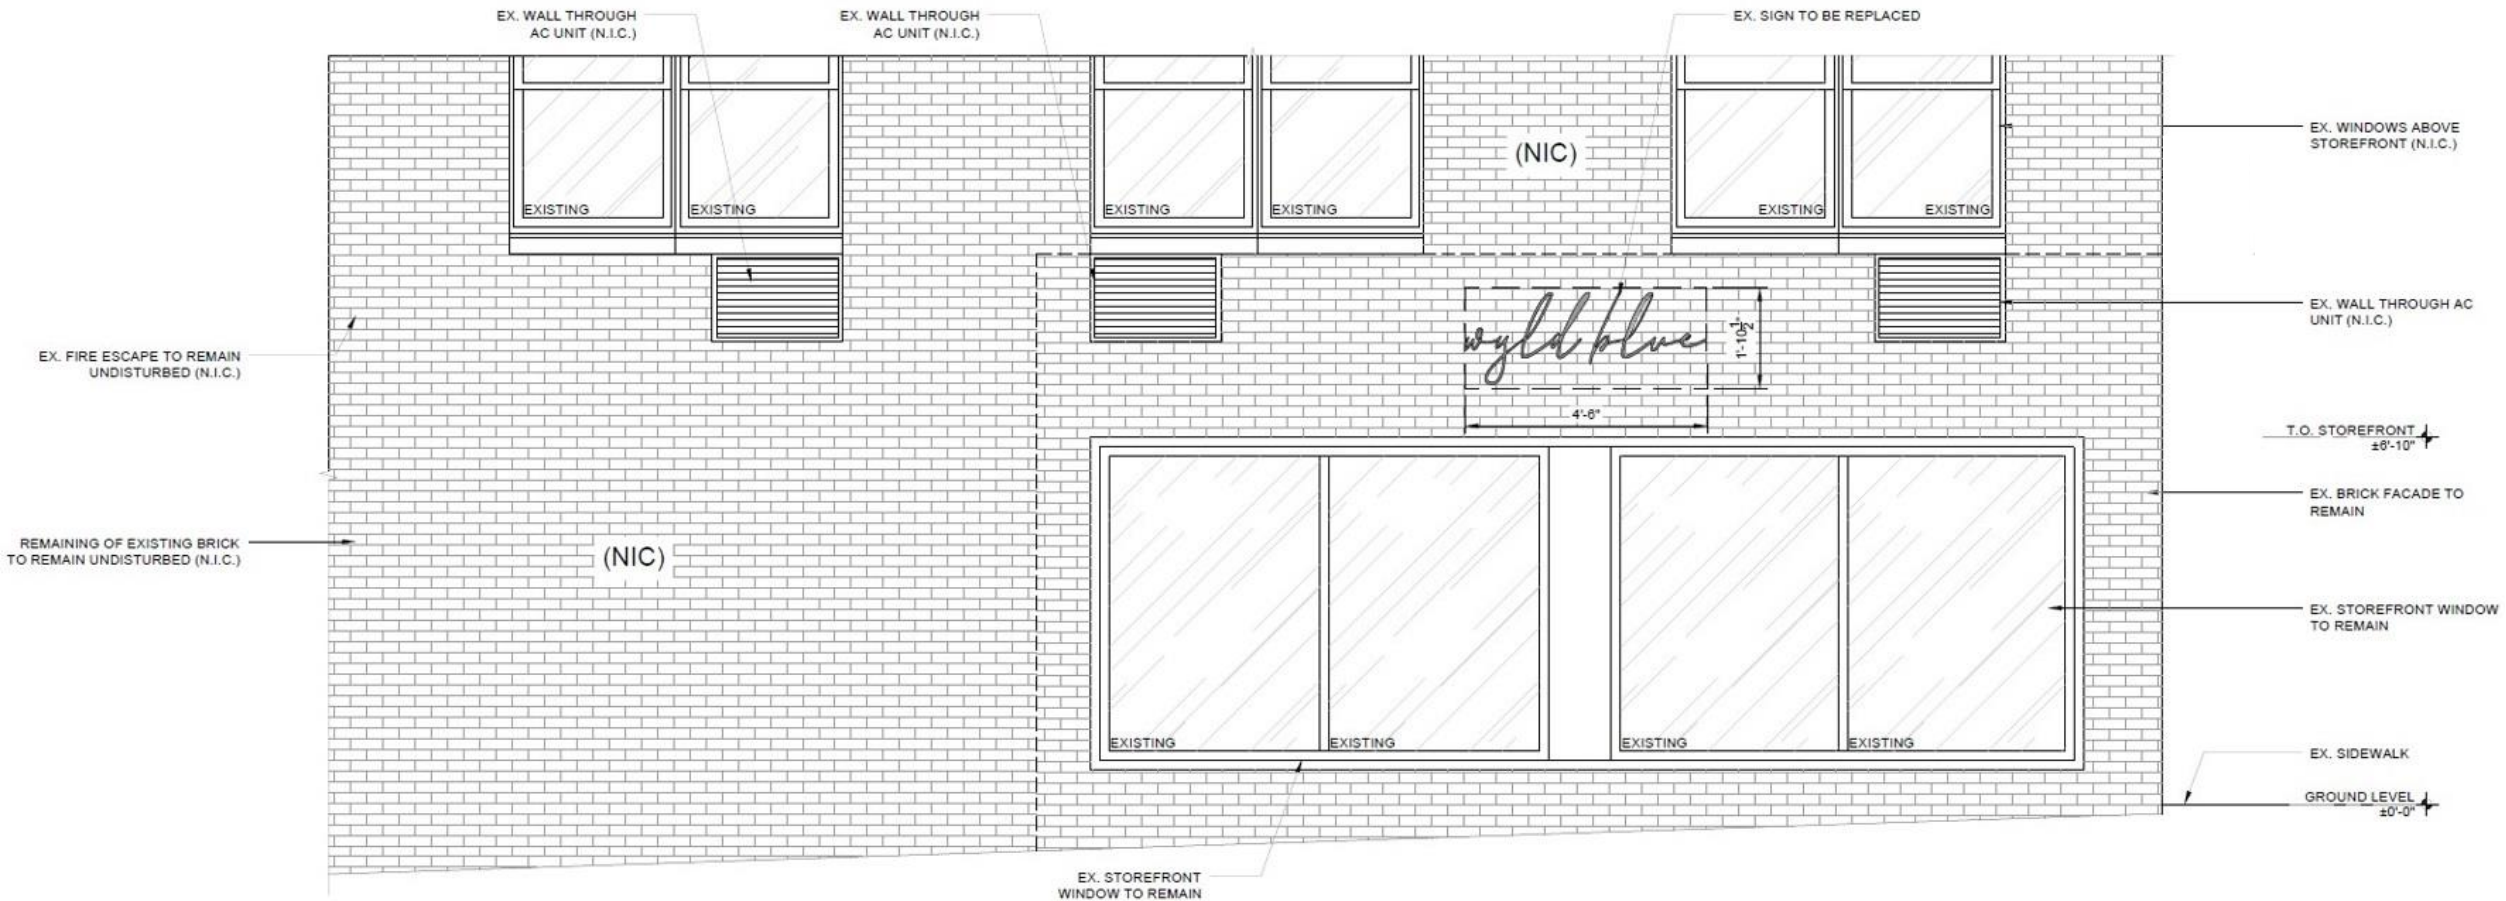 EX. WALL THROUGH
AC UNIT (N.I.C.)
EX. WALL THROUGH
AC UNIT (N.I.C.)
EX. SIGN TO BE REPLACED
EX. WINDOWS ABOVE
STOREFRONT (N.I.C.)
(NIC)
EXISTING
EXISTING
EXISTING
EXISTING
EXISTING
EXISTING
EX. WALL THROUGH AC
UNIT (N.I.C.)
wyld blue
1'-10½"
EX. FIRE ESCAPE TO REMAIN
UNDISTURBED (N.I.C.)
4'-6"
T.O. STOREFRONT
±6'-10"
EX. BRICK FACADE TO
REMAIN
REMAINING OF EXISTING BRICK
TO REMAIN UNDISTURBED (N.I.C.)
(NIC)
EX. STOREFRONT WINDOW
TO REMAIN
EXISTING
EXISTING
EXISTING
EXISTING
EX. SIDEWALK
GROUND LEVEL
±0'-0"
EX. STOREFRONT
WINDOW TO REMAIN